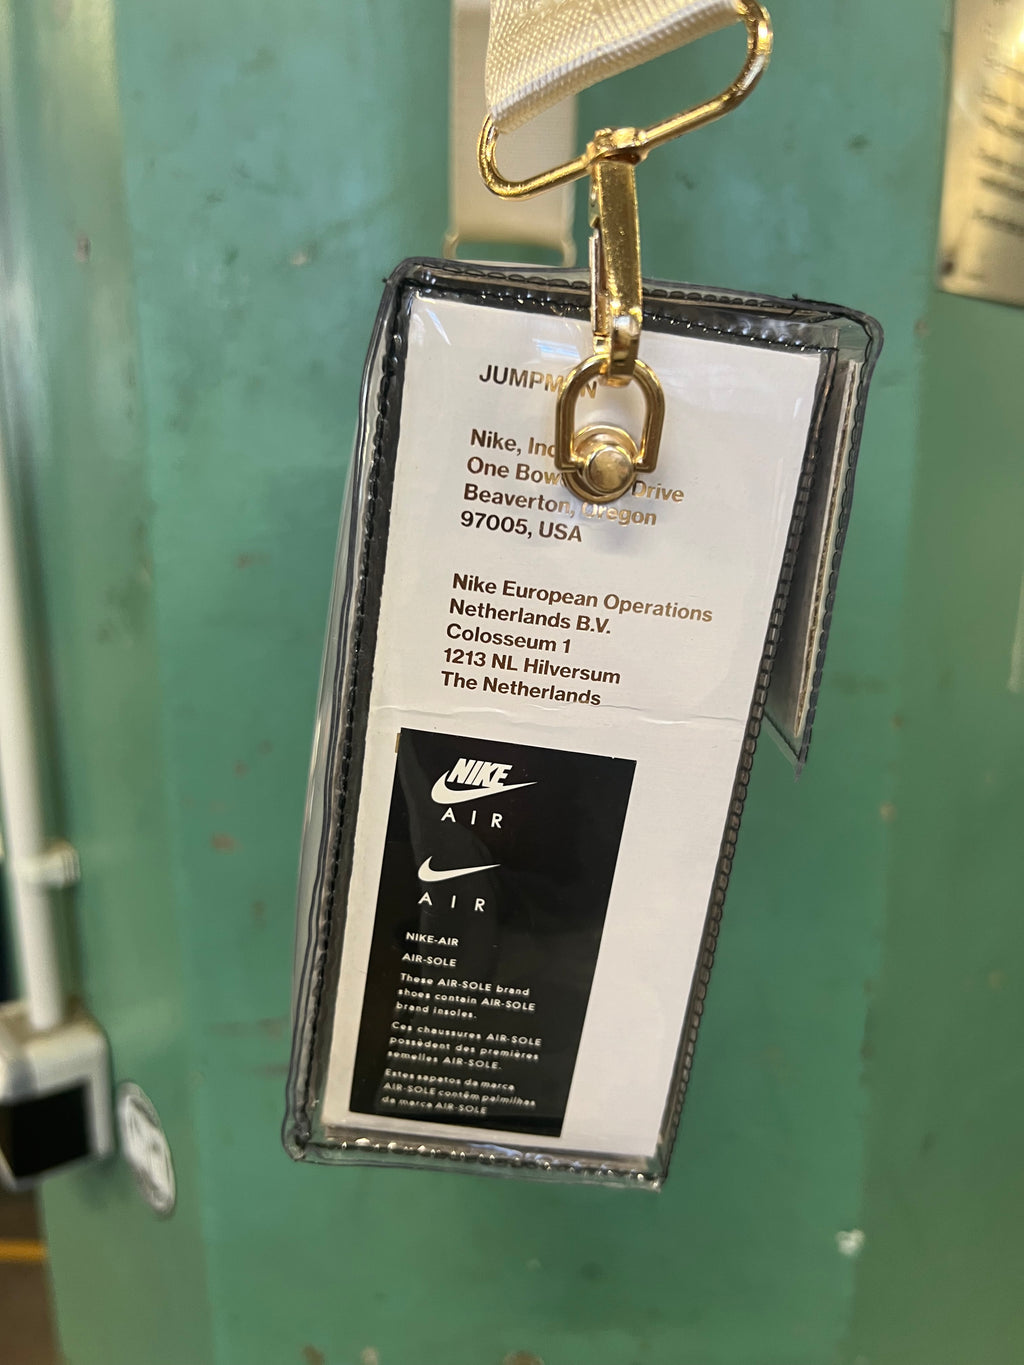 JUMPMAN
Nike, Inc
One Bow Drive
Beaverton, Oregon
97005, USA
Nike European Operations
Netherlands B.V.
Colosseum 1
1213 NL Hilversum
The Netherlands
NIKE
AIR
AIR
NIKE-AIR
AIR-SOLE
These AIR-SOLE brand
shoes contain AIR-SOLE
brand insoles.
Ces chaussures AIR-SOLE
possèdent des premières
semelles AIR-SOLE.
Estes sapatos da marca
AIR-SOLE contêm palmilhas
da marca AIR-SOLE